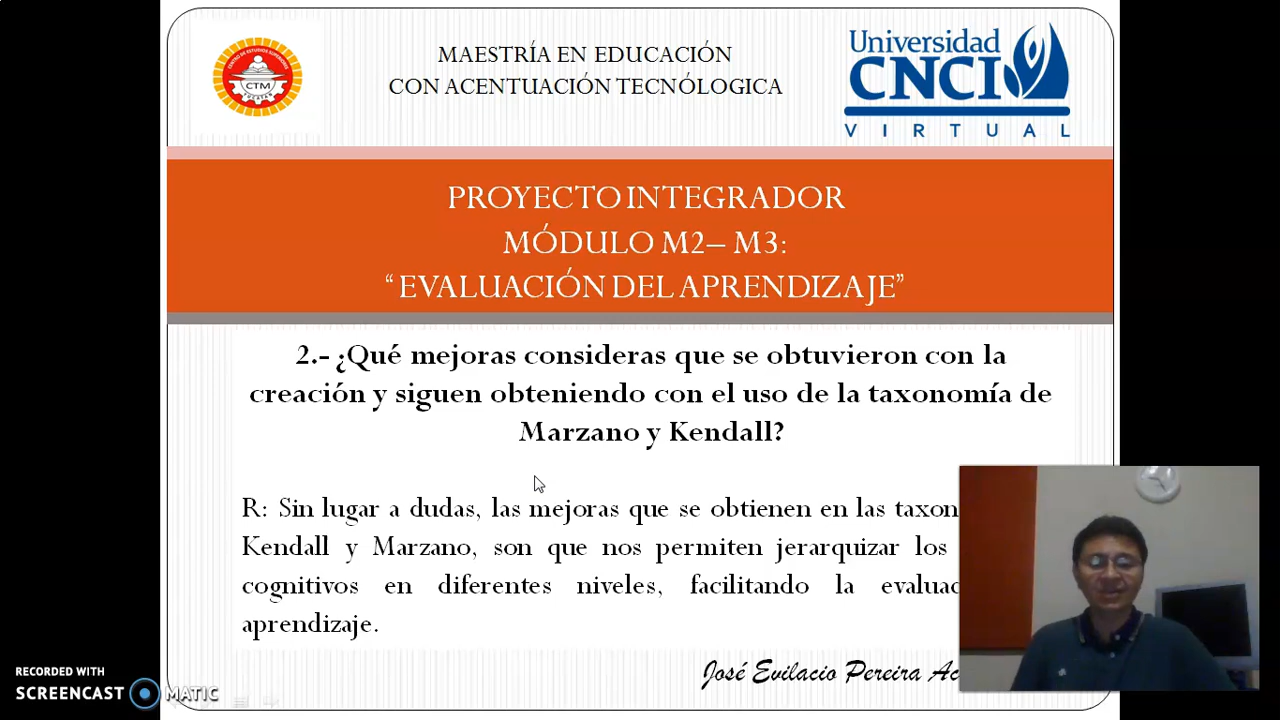 MAESTRÍA EN EDUCACIÓN
CON ACENTUACIÓN TECNÓLOGICA
CTM
Universidad
CNCI
VIRTUAL
PROYECTO INTEGRADOR
MÓDULO M2– M3:
“EVALUACIÓN DEL APRENDIZAJE”
2.- ¿Qué mejoras consideras que se obtuvieron con la
creación y siguen obteniendo con el uso de la taxonomía de
Marzano y Kendall?
R: Sin lugar a dudas, las mejoras que se obtienen en las
Kendall y Marzano, son que nos permiten jerarquizar los
cognitivos en diferentes niveles, facilitando la
aprendizaje.
José Evilacio Pereira
RECORDED WITH
SCREENCAST MATIC